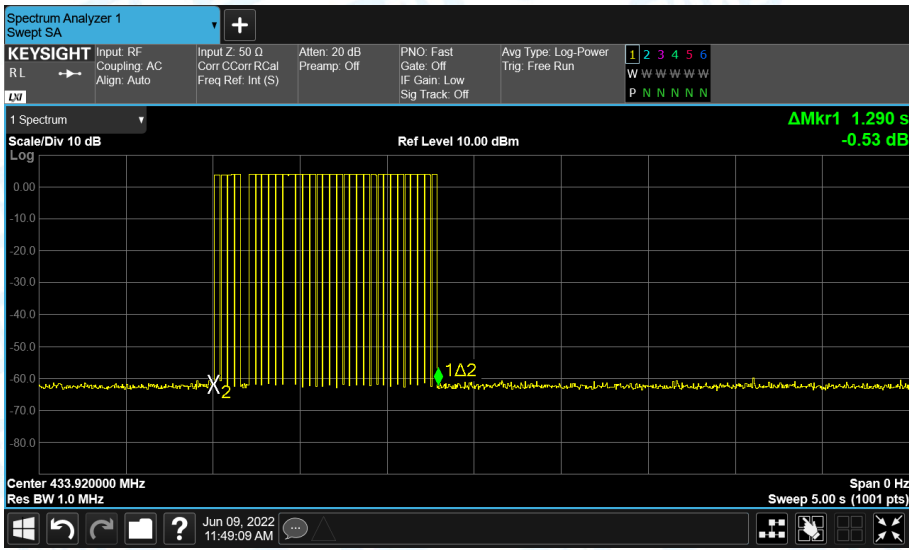 Spectrum Analyzer 1
Swept SA
+
KEYSIGHT
R L
LXI
Input: RF
Coupling: AC
Align: Auto
Input Z: 50 Ω
Corr CCorr RCal
Freq Ref: Int (S)
Atten: 20 dB
Preamp: Off
PNO: Fast
Gate: Off
IF Gain: Low
Sig Track: Off
Avg Type: Log-Power
Trig: Free Run
1 2 3 4 5 6
W W W W W W
P N N N N N
1 Spectrum
ΔMkr1 1.290 s
-0.53 dB
Scale/Div 10 dB
Ref Level 10.00 dBm
Log
0.00
-10.0
-20.0
-30.0
-40.0
-50.0
-60.0
-70.0
-80.0
X2
1Δ2
Center 433.920000 MHz
Span 0 Hz
Res BW 1.0 MHz
Sweep 5.00 s (1001 pts)
?
Jun 09, 2022
11:49:09 AM